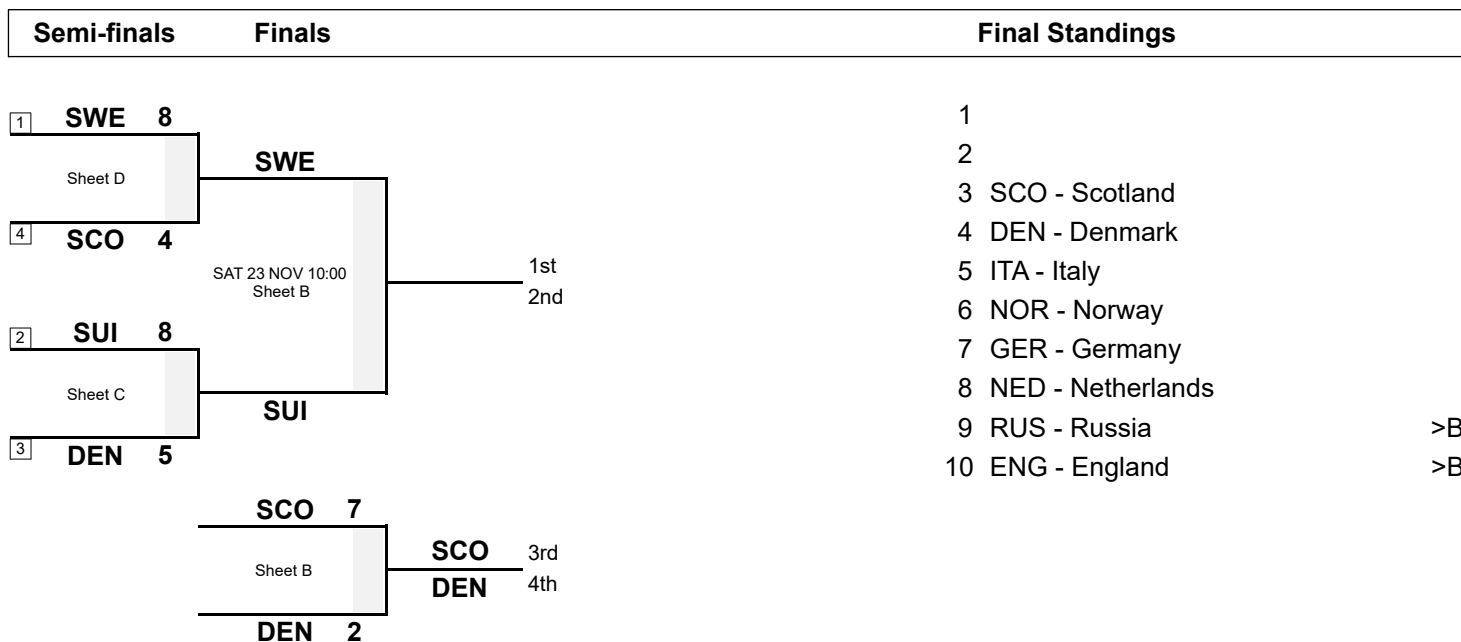 Semi-finals Finals Final Standings
1 SWE 8
Sheet D
4 SCO 4
SWE
SAT 23 NOV 10:00
Sheet B
SUI
1st
2nd
2 SUI 8
Sheet C
3 DEN 5
SCO 7
Sheet B
DEN 2
SCO 3rd
DEN 4th
1
2
3 SCO - Scotland
4 DEN - Denmark
5 ITA - Italy
6 NOR - Norway
7 GER - Germany
8 NED - Netherlands
9 RUS - Russia >B
10 ENG - England >B